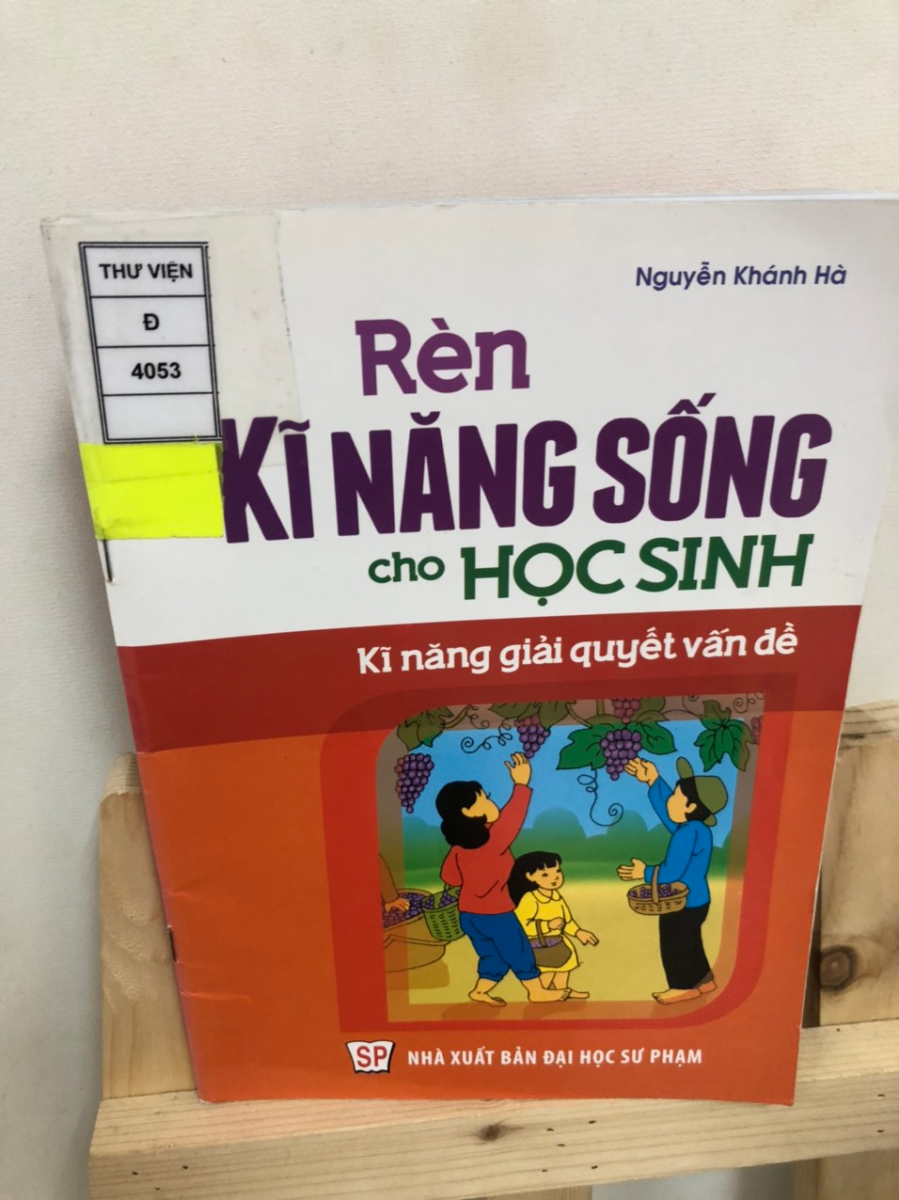 THƯ VIỆN
Đ
4053
Nguyễn Khánh Hà
Rèn
KĨ NĂNG SỐNG
cho HỌC SINH
Kĩ năng giải quyết vấn đề
SP NHÀ XUẤT BẢN ĐẠI HỌC SƯ PHẠM